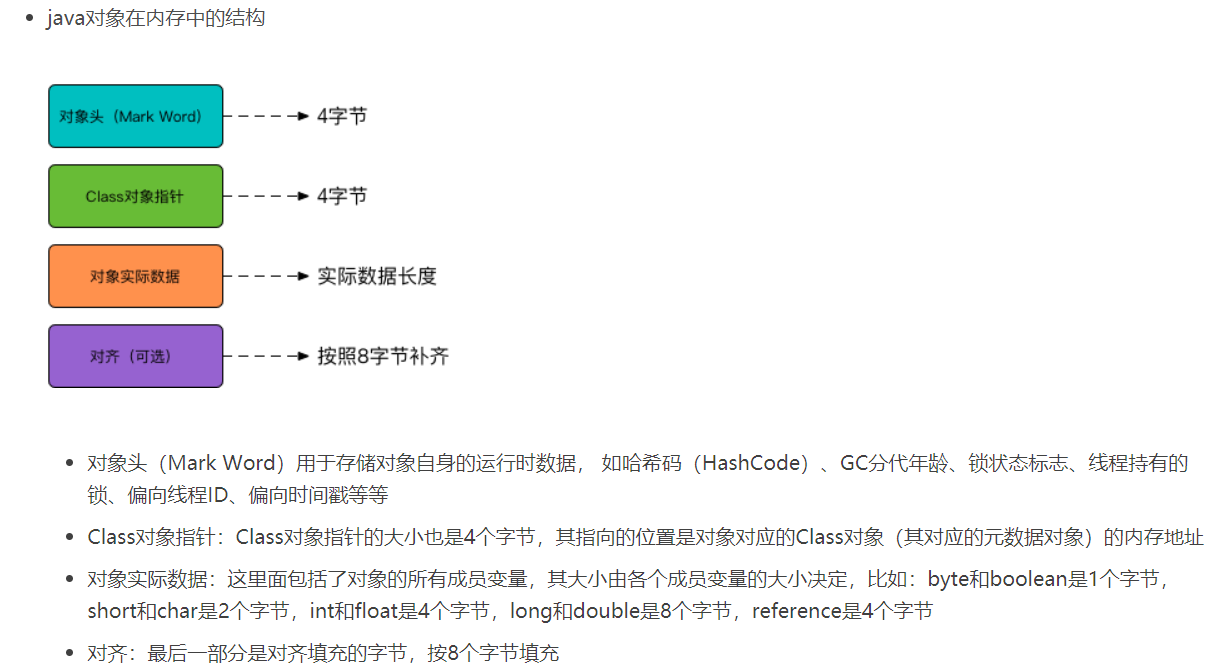 java对象在内存中的结构
对象头（Mark Word）
4字节
Class对象指针
4字节
对象实际数据
实际数据长度
对齐（可选）
按照8字节补齐
对象头（Mark Word）用于存储对象自身的运行时数据， 如哈希码（HashCode）、GC分代年龄、锁状态标志、线程持有的
锁、偏向线程ID、偏向时间戳等等
Class对象指针：Class对象指针的大小也是4个字节，其指向的位置是对象对应的Class对象（其对应的元数据对象）的内存地址
对象实际数据：这里面包括了对象的所有成员变量，其大小由各个成员变量的大小决定，比如：byte和boolean是1个字节，
short和char是2个字节，int和float是4个字节，long和double是8个字节，reference是4个字节
对齐：最后一部分是对齐填充的字节，按8个字节填充